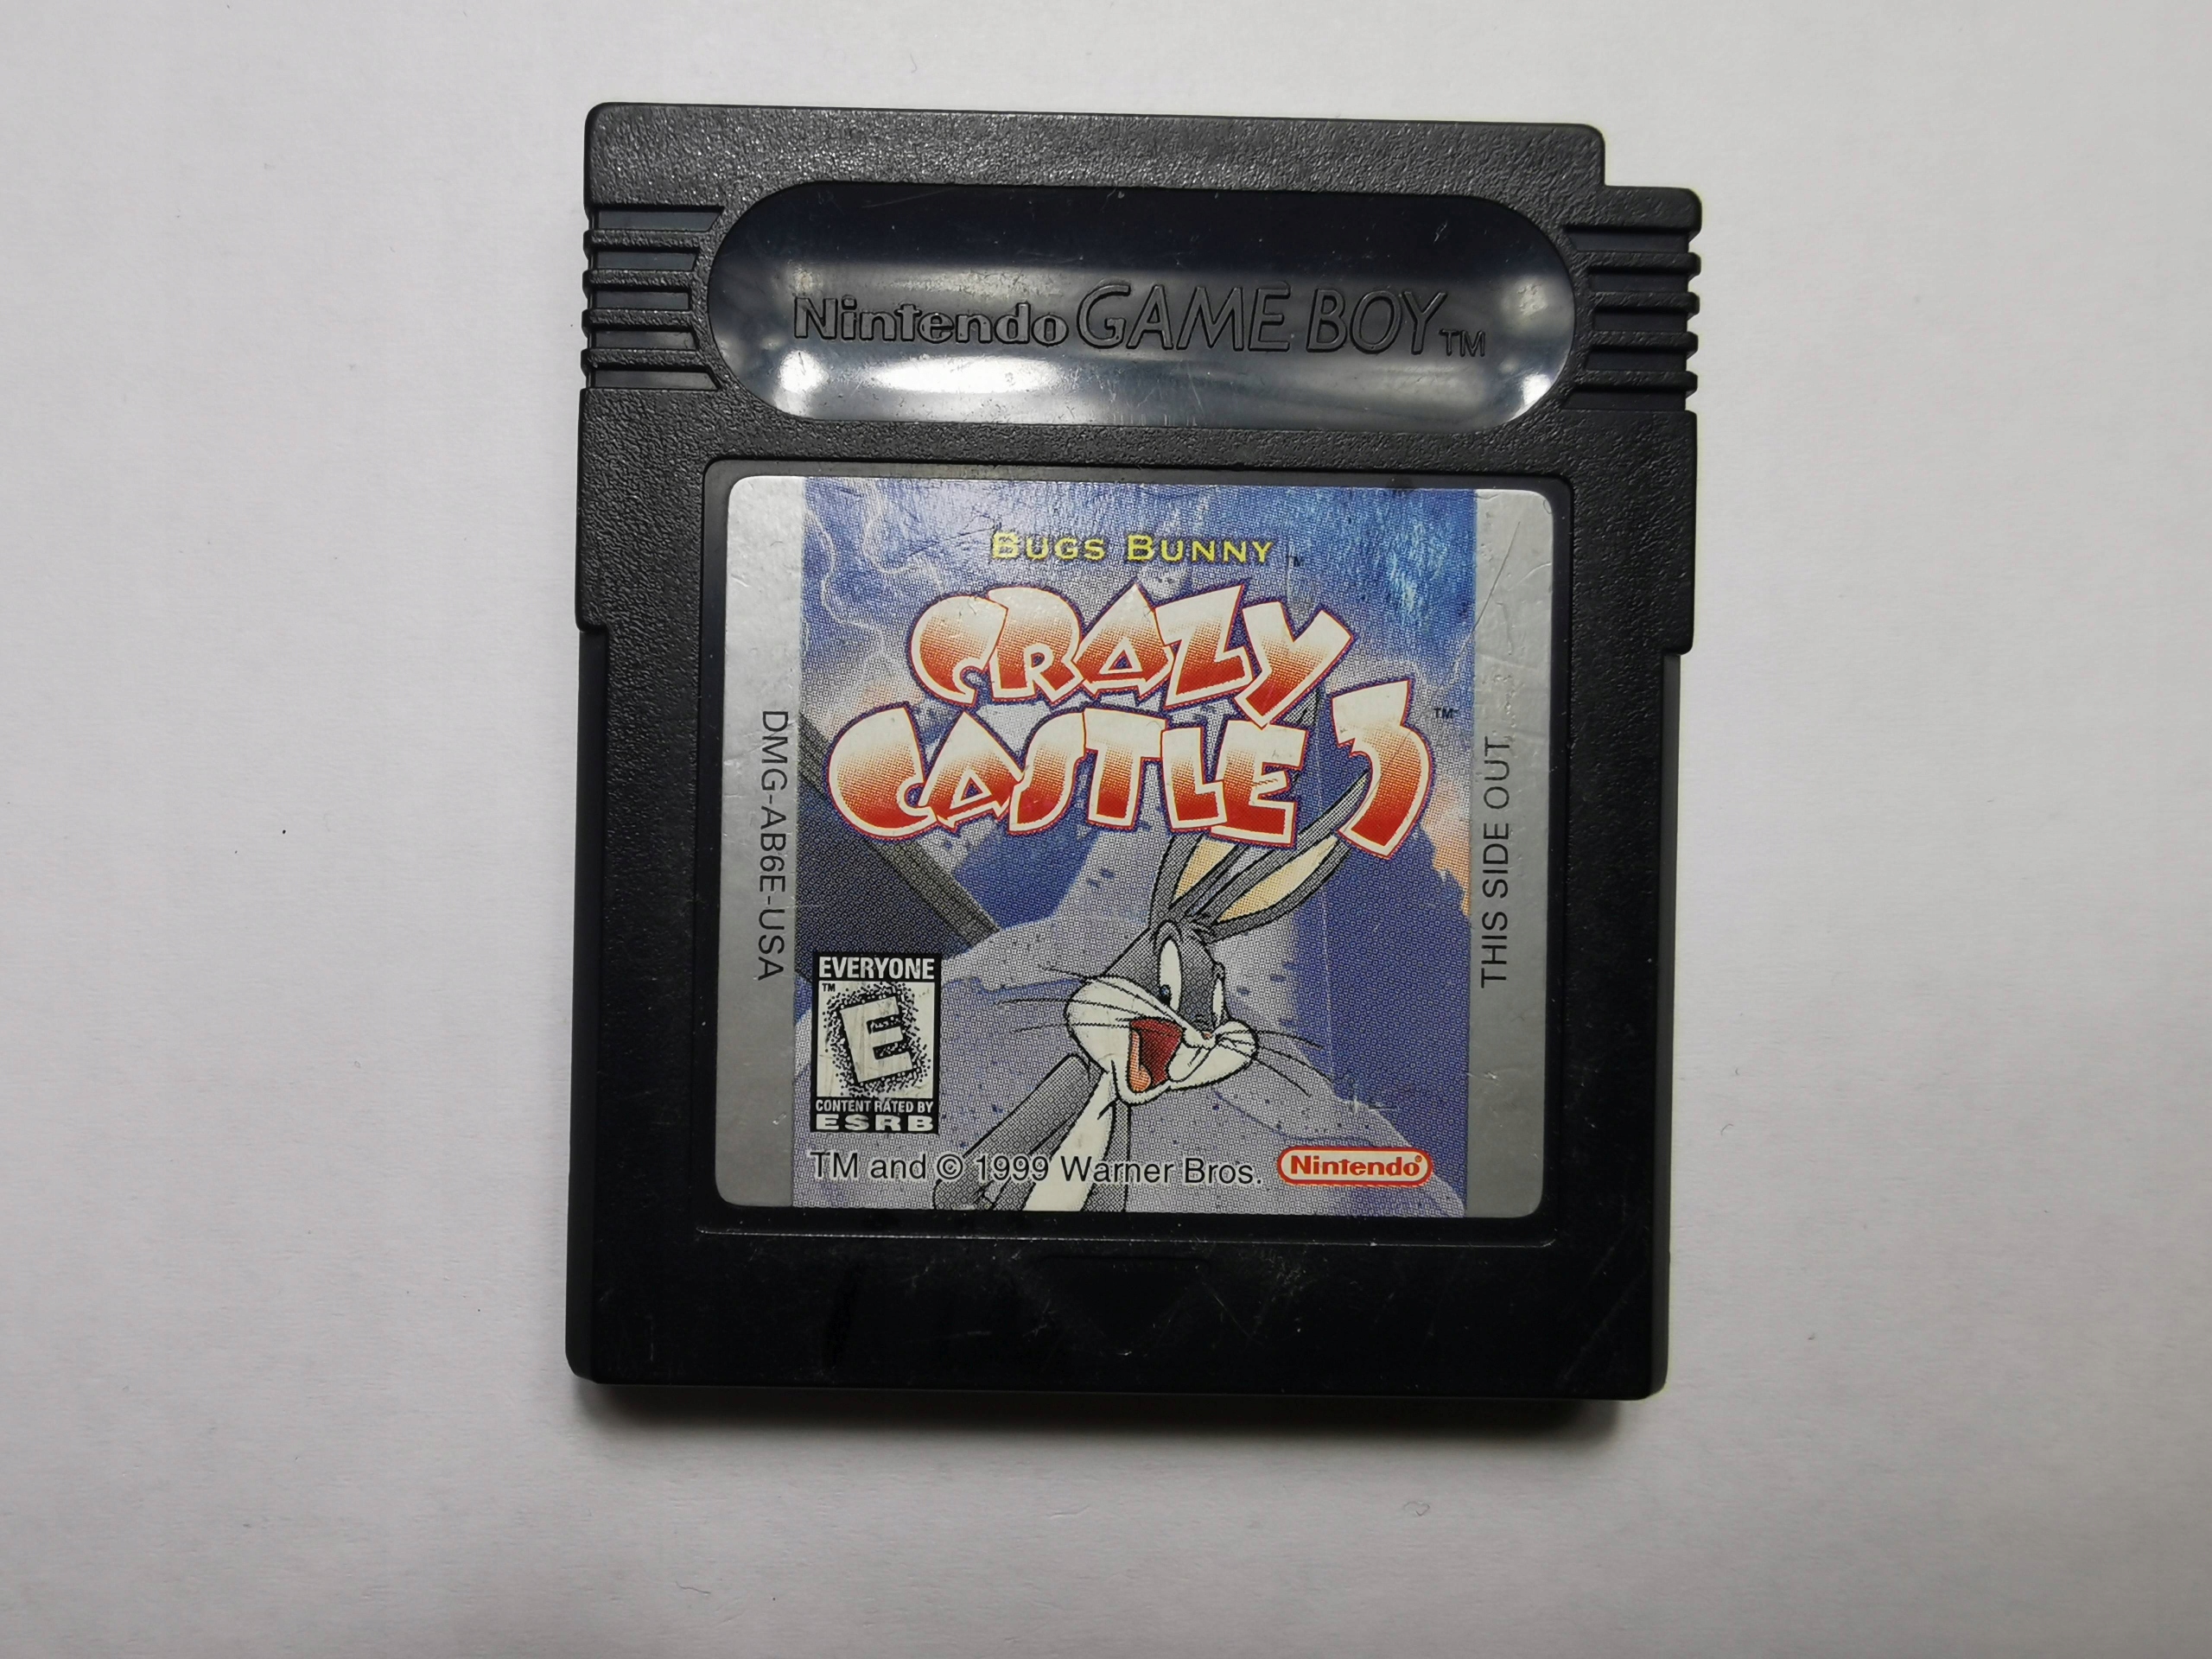 Nintendo GAME BOY TM
BUGS BUNNY TM
CRAZY
CASTLE 3 TM
DMG-AB6E-USA
THIS SIDE OUT
EVERYONE
TM
E
CONTENT RATED BY
ESRB
TM and © 1999 Warner Bros.
Nintendo®